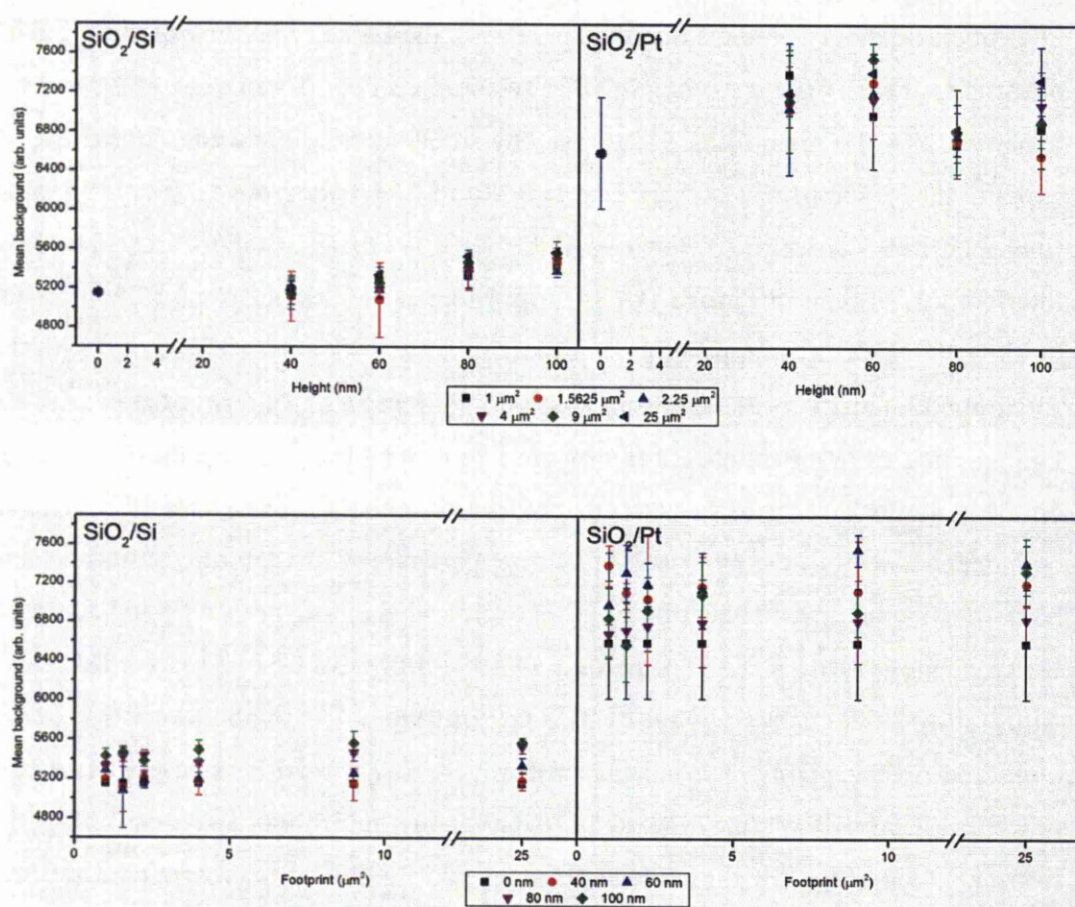 SiO2/Si
SiO2/Pt
Mean background (arb. units)
7600
7200
6800
6400
6000
5600
5200
4800
0 2 4 20 40 60 80 100 0 2 20 40 60 80 100
Height (nm)
Height (nm)
1 μm² 1.5625 μm² 2.25 μm²
4 μm² 9 μm² 25 μm²
SiO2/Si
SiO2/Pt
Mean background (arb. units)
7600
7200
6800
6400
6000
5600
5200
4800
0 5 10 25 0 5 10 25
Footprint (μm²)
Footprint (μm²)
0 nm 40 nm 60 nm
80 nm 100 nm